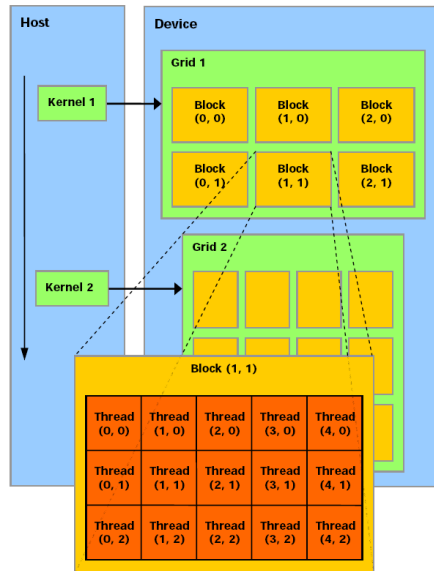 Host
Device
Grid 1
Kernel 1
Block Block Block
(0, 0) (1, 0) (2, 0)
Block Block Block
(0, 1) (1, 1) (2, 1)
Grid 2
Kernel 2
Block (1, 1)
Thread Thread Thread Thread Thread
(0, 0) (1, 0) (2, 0) (3, 0) (4, 0)
Thread Thread Thread Thread Thread
(0, 1) (1, 1) (2, 1) (3, 1) (4, 1)
Thread Thread Thread Thread Thread
(0, 2) (1, 2) (2, 2) (3, 2) (4, 2)